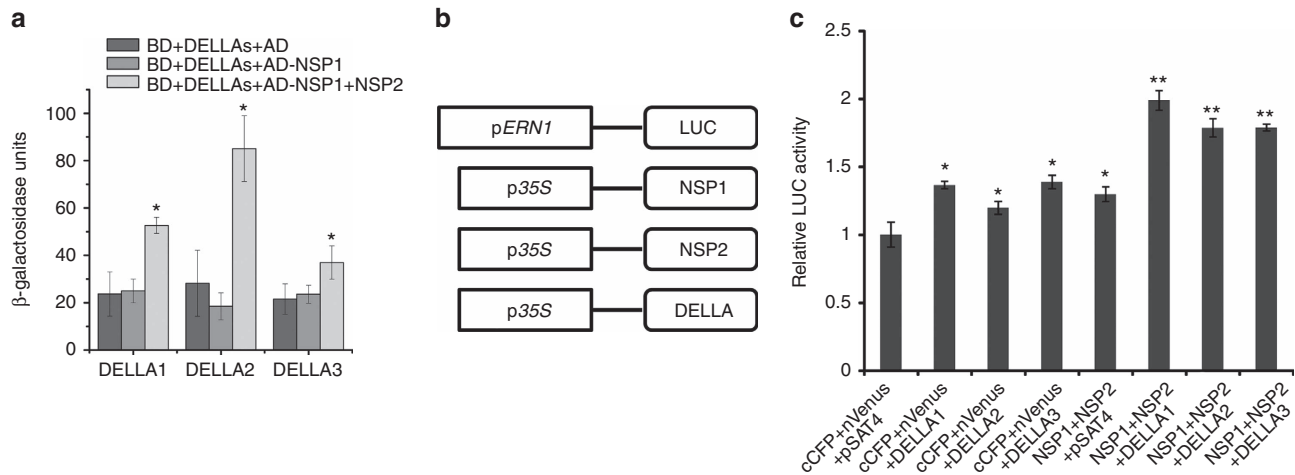 a
BD+DELLAs+AD
BD+DELLAs+AD-NSP1
BD+DELLAs+AD-NSP1+NSP2
β-galactosidase units
100
80
60
40
20
0
*
*
*
DELLA1
DELLA2
DELLA3
b
pERN1
LUC
p35S
NSP1
p35S
NSP2
p35S
DELLA
c
Relative LUC activity
2.5
2
1.5
1
0.5
0
*
*
*
*
**
**
**
cCFP+nVenus
+pSAT4
cCFP+nVenus
+DELLA1
cCFP+nVenus
+DELLA2
cCFP+nVenus
+DELLA3
NSP1+NSP2
+pSAT4
NSP1+NSP2
+DELLA1
NSP1+NSP2
+DELLA2
NSP1+NSP2
+DELLA3